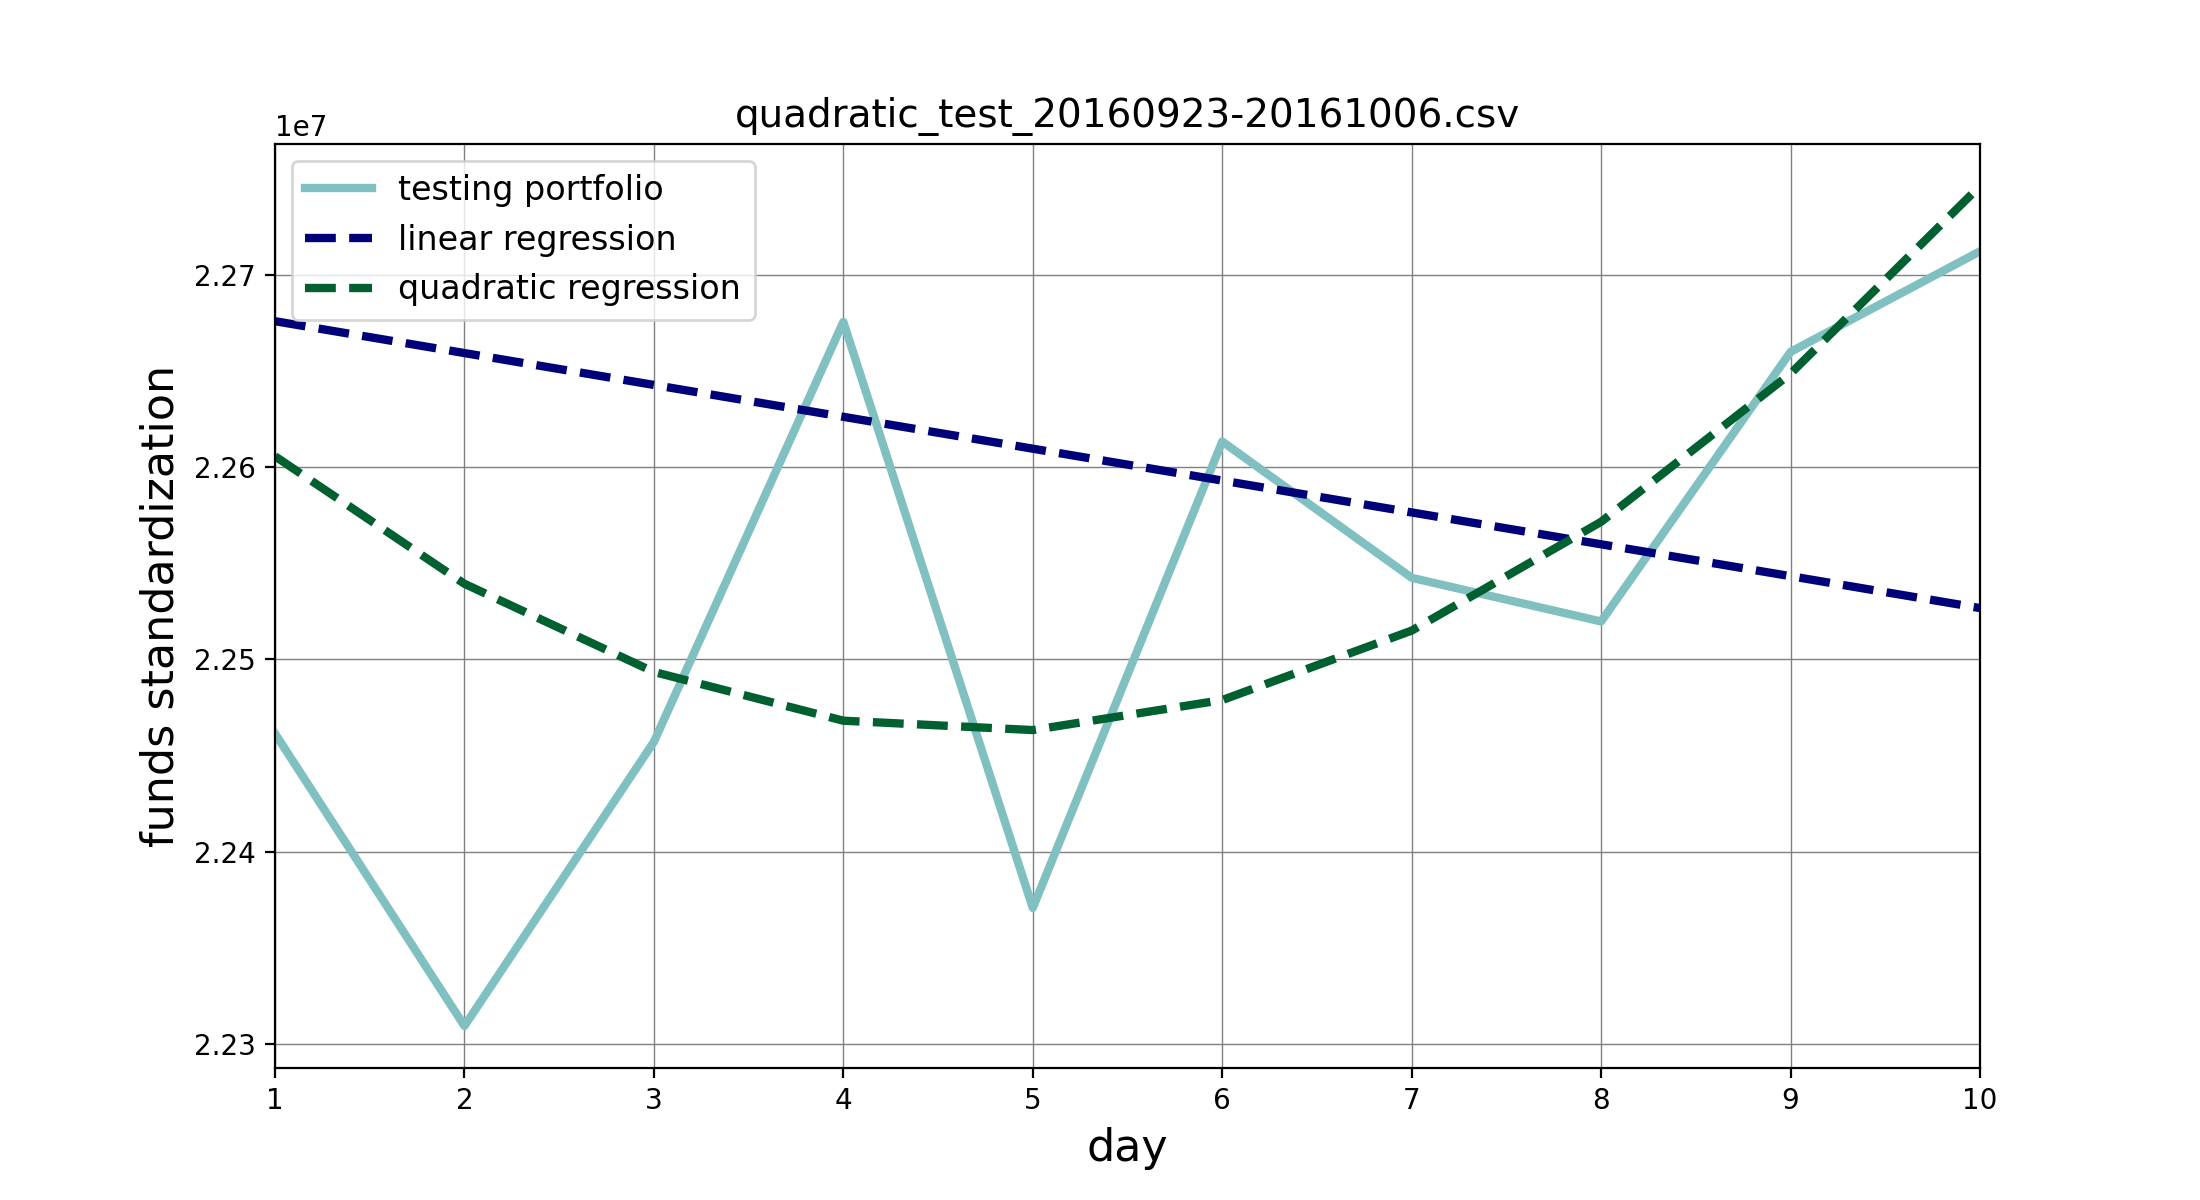 quadratic_test_20160923-20161006.csv
1e7
testing portfolio
linear regression
quadratic regression
2.27
2.26
2.25
2.24
2.23
funds standardization
1 2 3 4 5 6 7 8 9 10
day